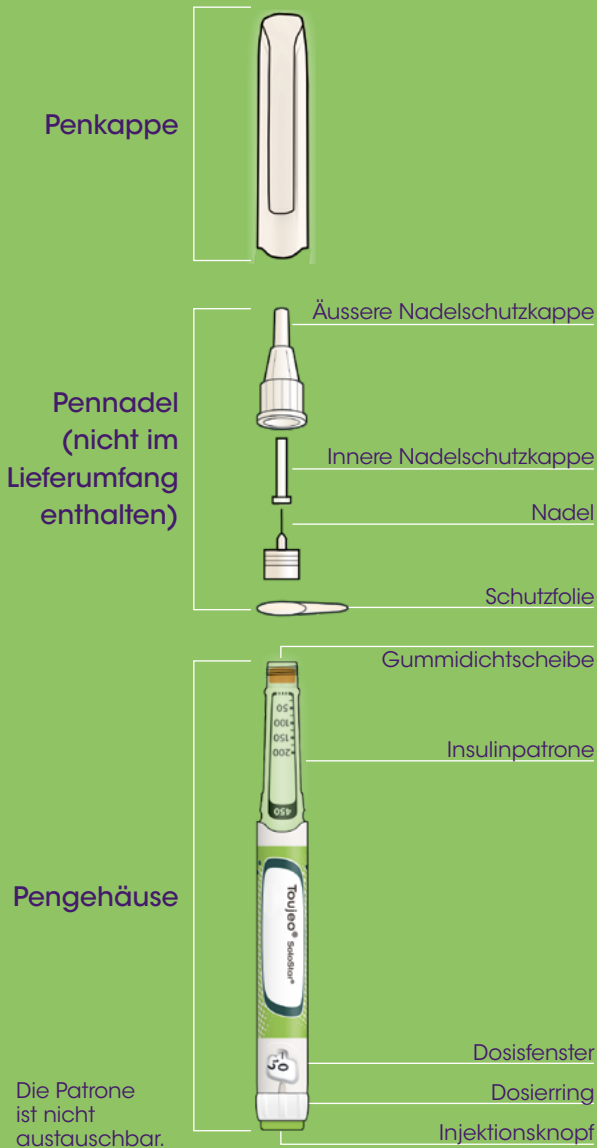 Penkappe
Äussere Nadelschutzkappe
Pennadel
(nicht im
Lieferumfang
enthalten)
Innere Nadelschutzkappe
Nadel
Schutzfolie
Gummidichtscheibe
50
100
150
200
450
Insulinpatrone
Pengehäuse
Toujeo® SoloStar®
Dosisfenster
Dosierring
Injektionsknopf
Die Patrone
ist nicht
austauschbar.